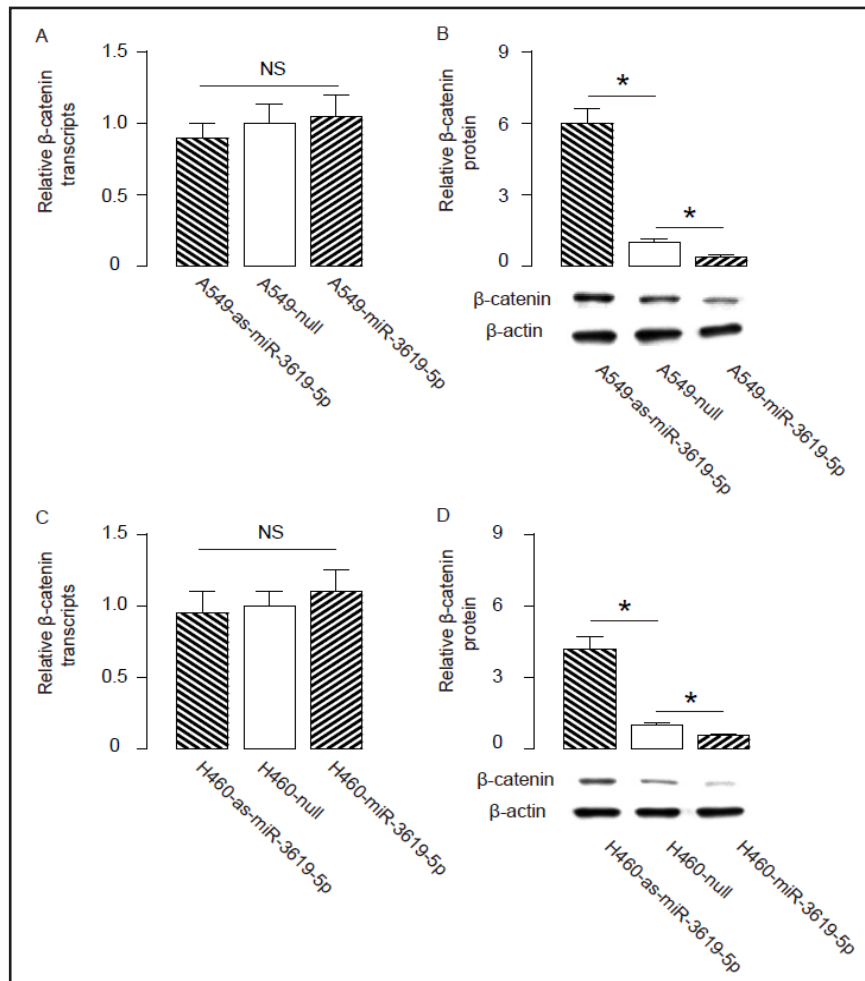 A
Relative β-catenin
transcripts
1.5
1.0
0.5
0
NS
A549-as-miR-3619-5p
A549-null
A549-miR-3619-5p
B
Relative β-catenin
protein
9
6
3
0
*
*
β-catenin
β-actin
A549-as-miR-3619-5p
A549-null
A549-miR-3619-5p
C
Relative β-catenin
transcripts
1.5
1.0
0.5
0
NS
H460-as-miR-3619-5p
H460-null
H460-miR-3619-5p
D
Relative β-catenin
protein
9
6
3
0
*
*
β-catenin
β-actin
H460-as-miR-3619-5p
H460-null
H460-miR-3619-5p